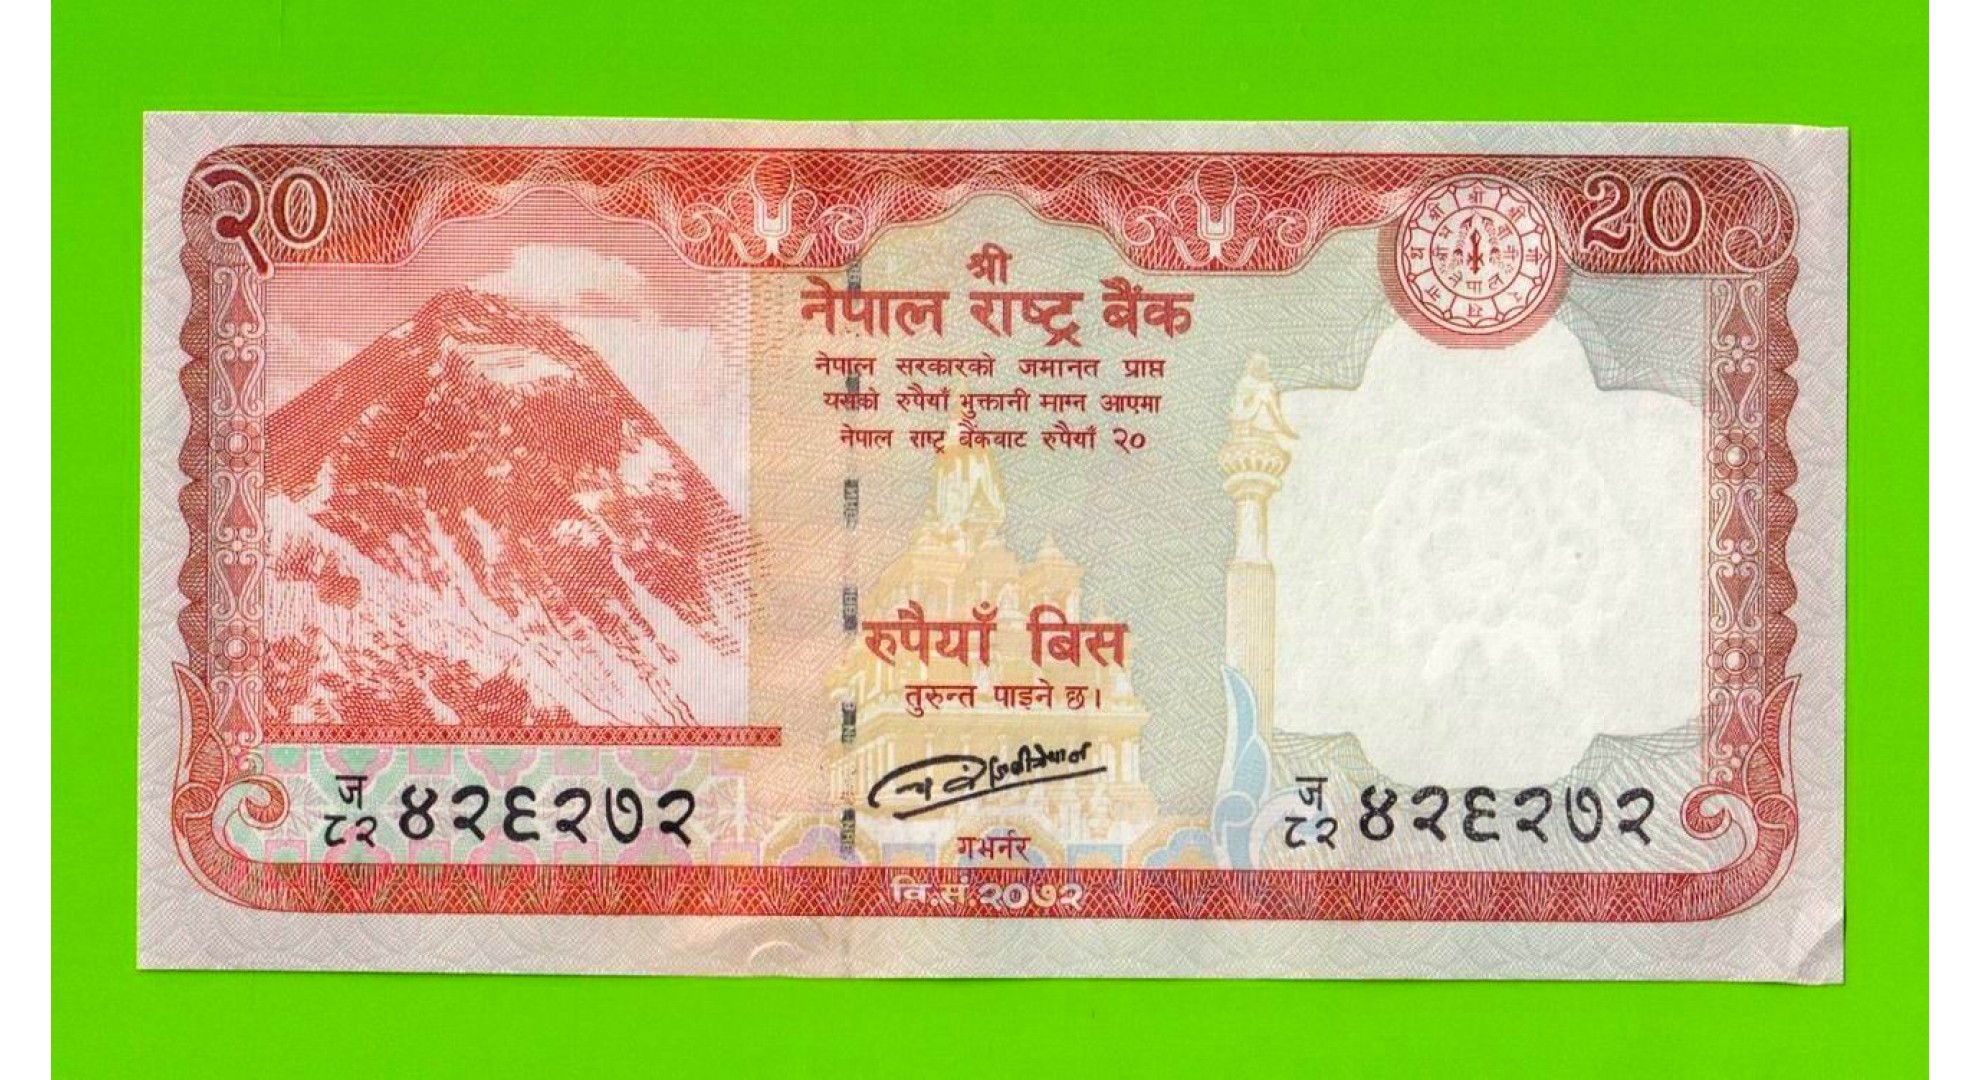 २० 20
श्री
नेपाल राष्ट्र बैंक
नेपाल सरकारको जमानत प्राप्त
यसको रुपैयाँ भुक्तानी माग्न आएमा
नेपाल राष्ट्र बैंकबाट रुपैयाँ २०
रुपैयाँ बिस
तुरुन्त पाइने छ।
ज
८२ ४२६२७२
ज
८२ ४२६२७२
गभर्नर
वि.सं.२०७२